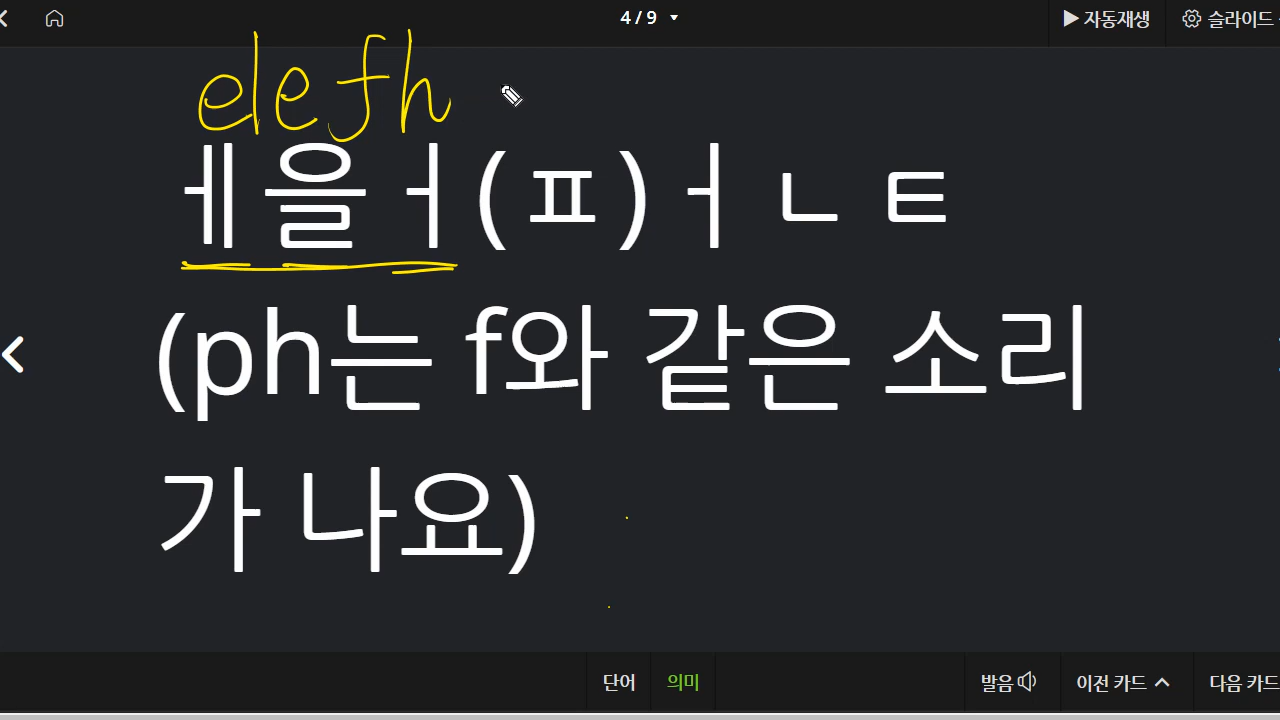 4 / 9
자동재생
슬라이드
elefh
ㅔ을ㅓ(ㅍ)ㅓㄴㅌ
(ph는 f와 같은 소리
가 나요)
단어
의미
발음
이전 카드
다음 카드